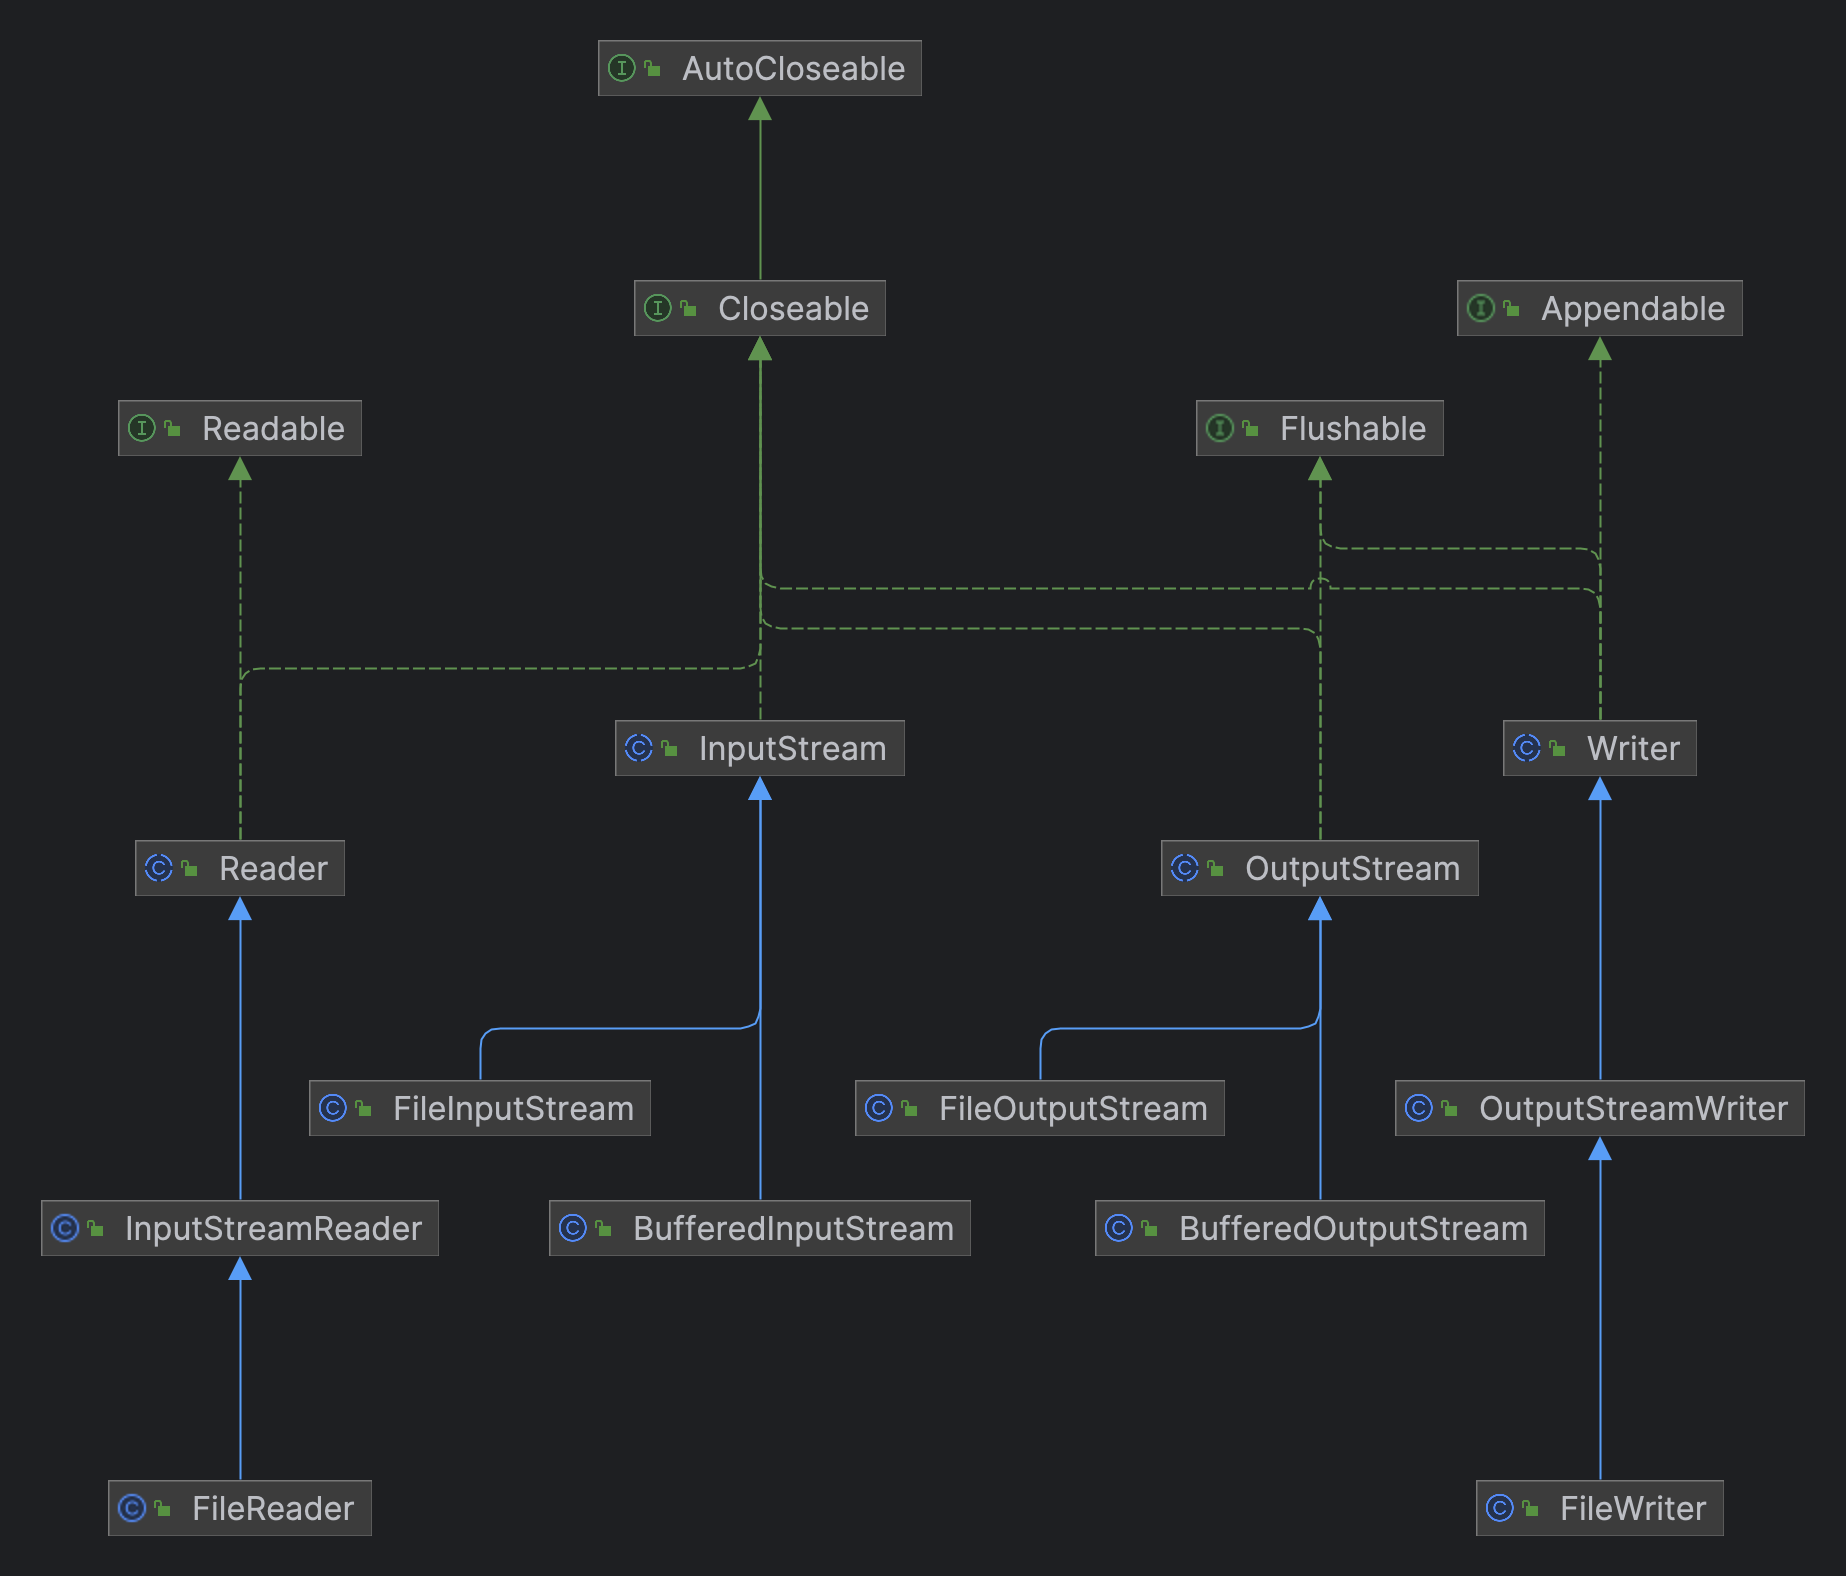 AutoCloseable
Closeable
Appendable
Readable
Flushable
InputStream
Writer
Reader
OutputStream
FileInputStream
FileOutputStream
OutputStreamWriter
InputStreamReader
BufferedInputStream
BufferedOutputStream
FileReader
FileWriter